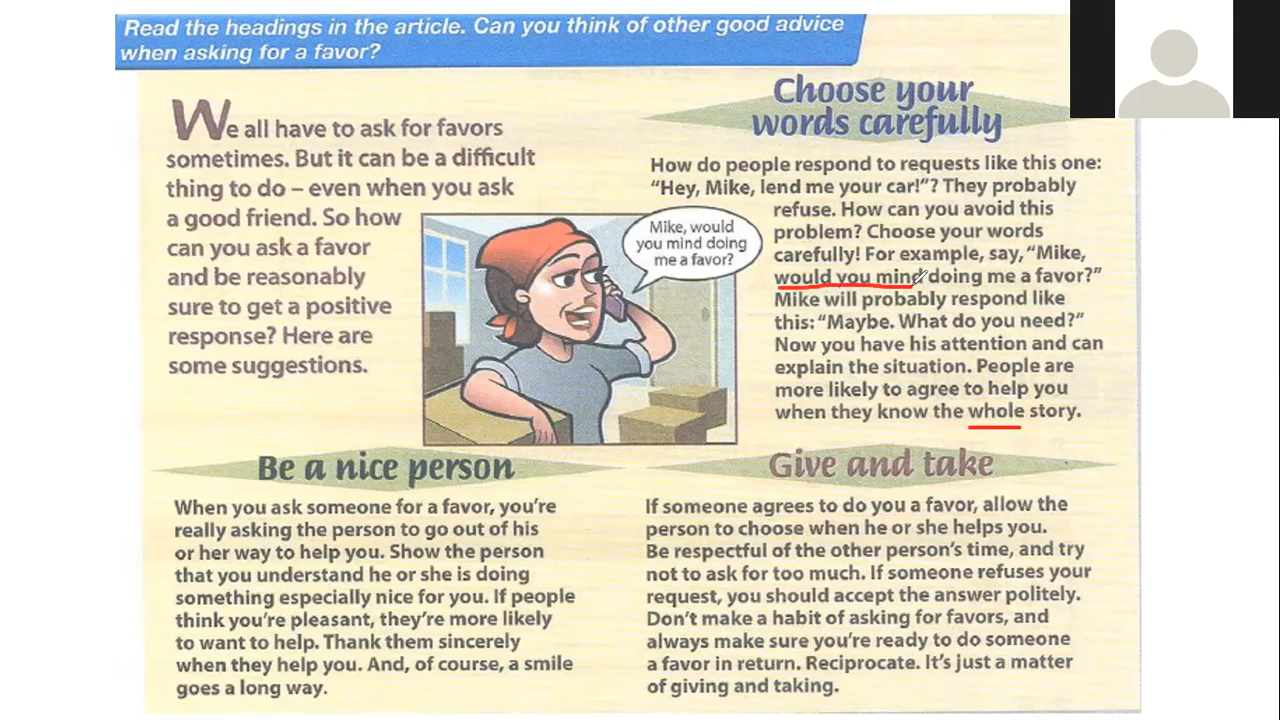 Read the headings in the article. Can you think of other good advice
when asking for a favor?
We all have to ask for favors
sometimes. But it can be a difficult
thing to do – even when you ask
a good friend. So how
can you ask a favor
and be reasonably
sure to get a positive
response? Here are
some suggestions.
Mike, would
you mind doing
me a favor?
Choose your
words carefully
How do people respond to requests like this one:
“Hey, Mike, lend me your car!”? They probably
refuse. How can you avoid this
problem? Choose your words
carefully! For example, say, “Mike,
would you mind doing me a favor?”
Mike will probably respond like
this: “Maybe. What do you need?”
Now you have his attention and can
explain the situation. People are
more likely to agree to help you
when they know the whole story.
Be a nice person
When you ask someone for a favor, you’re
really asking the person to go out of his
or her way to help you. Show the person
that you understand he or she is doing
something especially nice for you. If people
think you’re pleasant, they’re more likely
to want to help. Thank them sincerely
when they help you. And, of course, a smile
goes a long way.
Give and take
If someone agrees to do you a favor, allow the
person to choose when he or she helps you.
Be respectful of the other person’s time, and try
not to ask for too much. If someone refuses your
request, you should accept the answer politely.
Don’t make a habit of asking for favors, and
always make sure you’re ready to do someone
a favor in return. Reciprocate. It’s just a matter
of giving and taking.